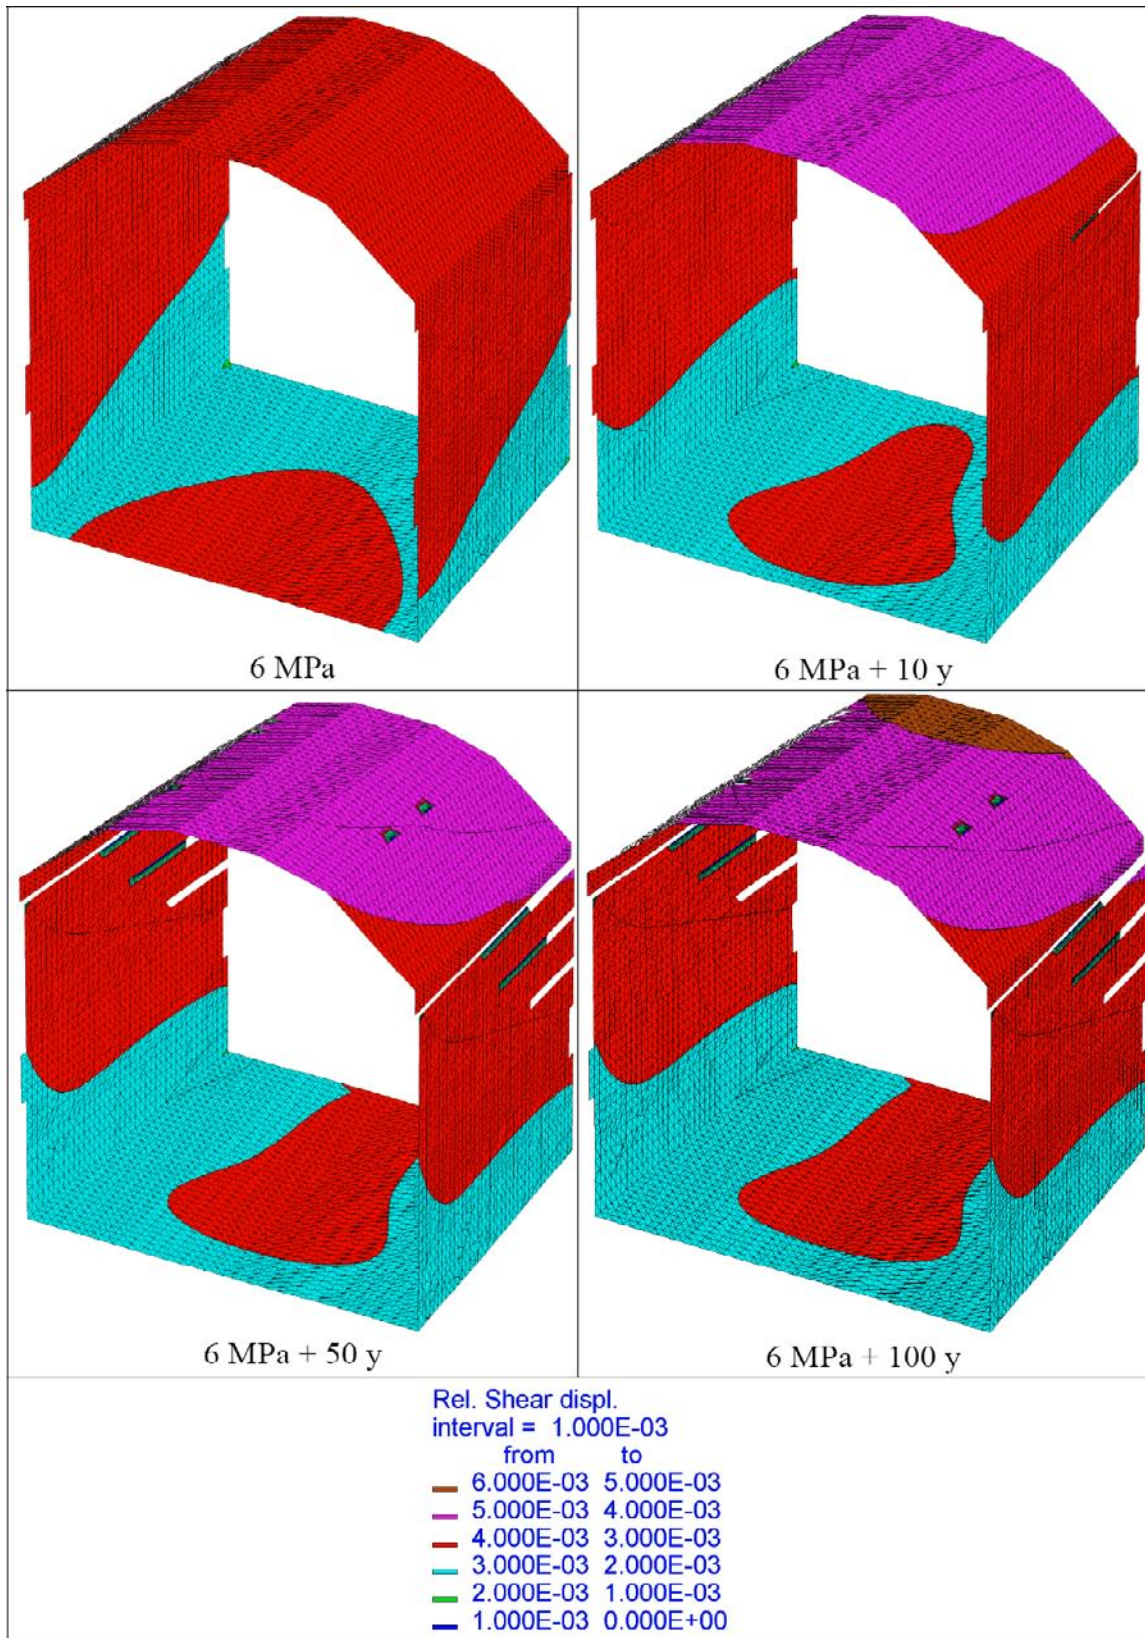 6 MPa
6 MPa + 10 y
6 MPa + 50 y
6 MPa + 100 y
Rel. Shear displ.
interval = 1.000E-03
from to
6.000E-03 5.000E-03
5.000E-03 4.000E-03
4.000E-03 3.000E-03
3.000E-03 2.000E-03
2.000E-03 1.000E-03
1.000E-03 0.000E+00